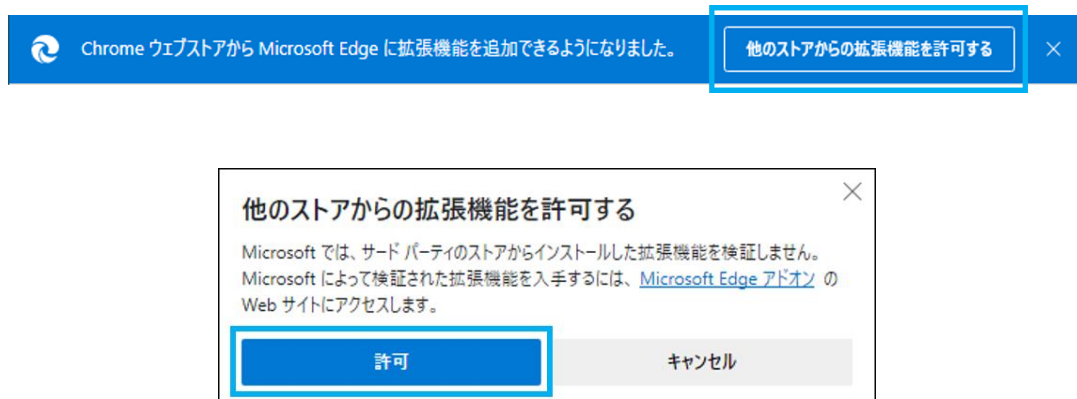 Chrome ウェブストアから Microsoft Edge に拡張機能を追加できるようになりました。 他のストアからの拡張機能を許可する
他のストアからの拡張機能を許可する
Microsoft では、サード パーティのストアからインストールした拡張機能を検証しません。
Microsoft によって検証された拡張機能を入手するには、Microsoft Edge アドオン の
Web サイトにアクセスします。
許可 キャンセル